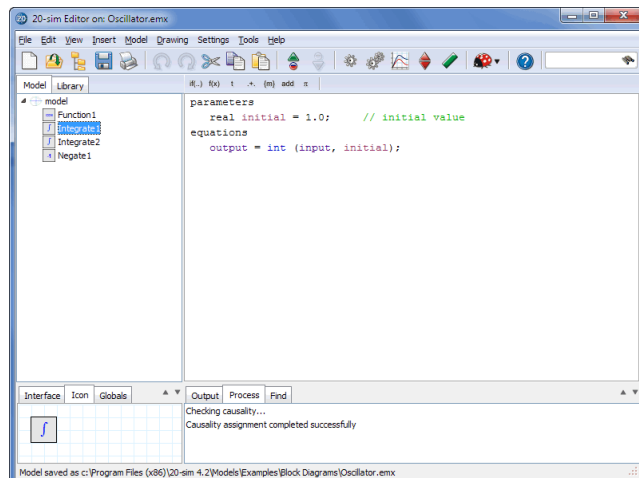 20-sim Editor on: Oscillator.emx
File Edit View Insert Model Drawing Settings Tools Help
Model Library
if(..) f(x) t .+. {m} add π
model
Function1
Integrate1
Integrate2
Negate1
parameters
real initial = 1.0; // initial value
equations
output = int (input, initial);
Interface Icon Globals
Output Process Find
∫
Checking causality...
Causality assignment completed successfully
Model saved as c:\Program Files (x86)\20-sim 4.2\Models\Examples\Block Diagrams\Oscillator.emx